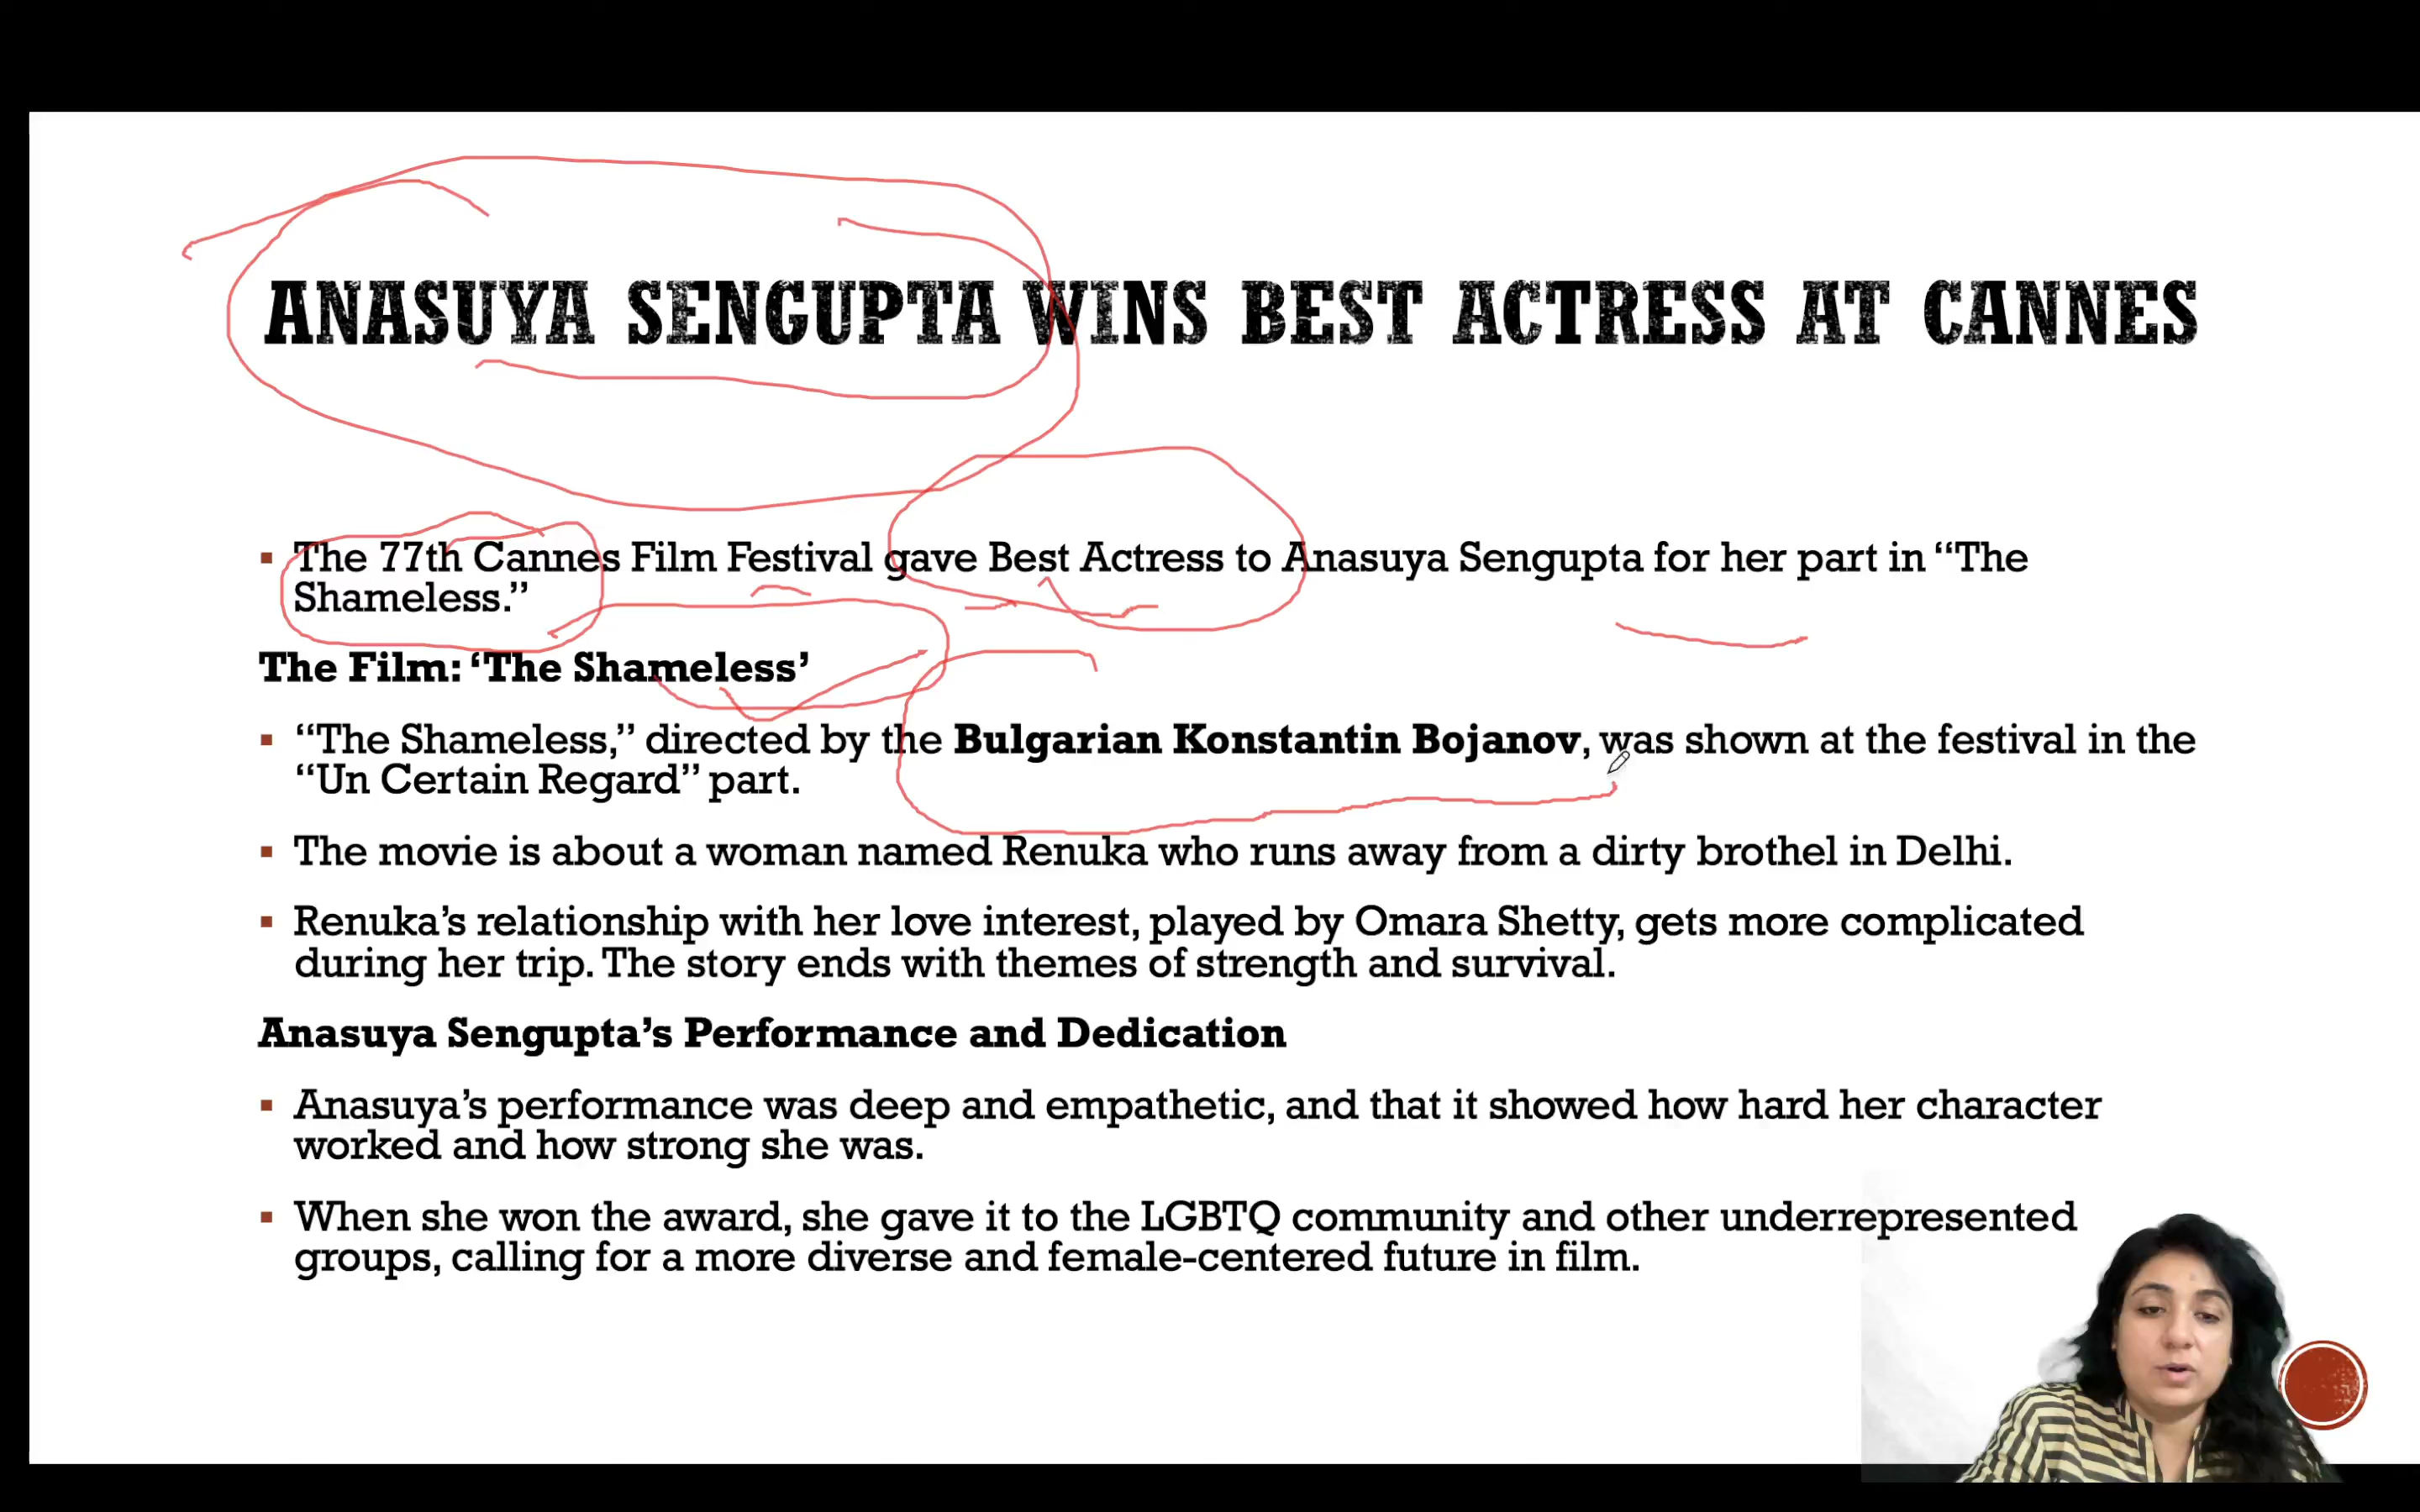 ANASUYA SENGUPTA WINS BEST ACTRESS AT CANNES
▪ The 77th Cannes Film Festival gave Best Actress to Anasuya Sengupta for her part in “The
Shameless.”
The Film: ‘The Shameless’
▪ “The Shameless,” directed by the Bulgarian Konstantin Bojanov, was shown at the festival in the
“Un Certain Regard” part.
▪ The movie is about a woman named Renuka who runs away from a dirty brothel in Delhi.
▪ Renuka’s relationship with her love interest, played by Omara Shetty, gets more complicated
during her trip. The story ends with themes of strength and survival.
Anasuya Sengupta’s Performance and Dedication
▪ Anasuya’s performance was deep and empathetic, and that it showed how hard her character
worked and how strong she was.
▪ When she won the award, she gave it to the LGBTQ community and other underrepresented
groups, calling for a more diverse and female-centered future in film.